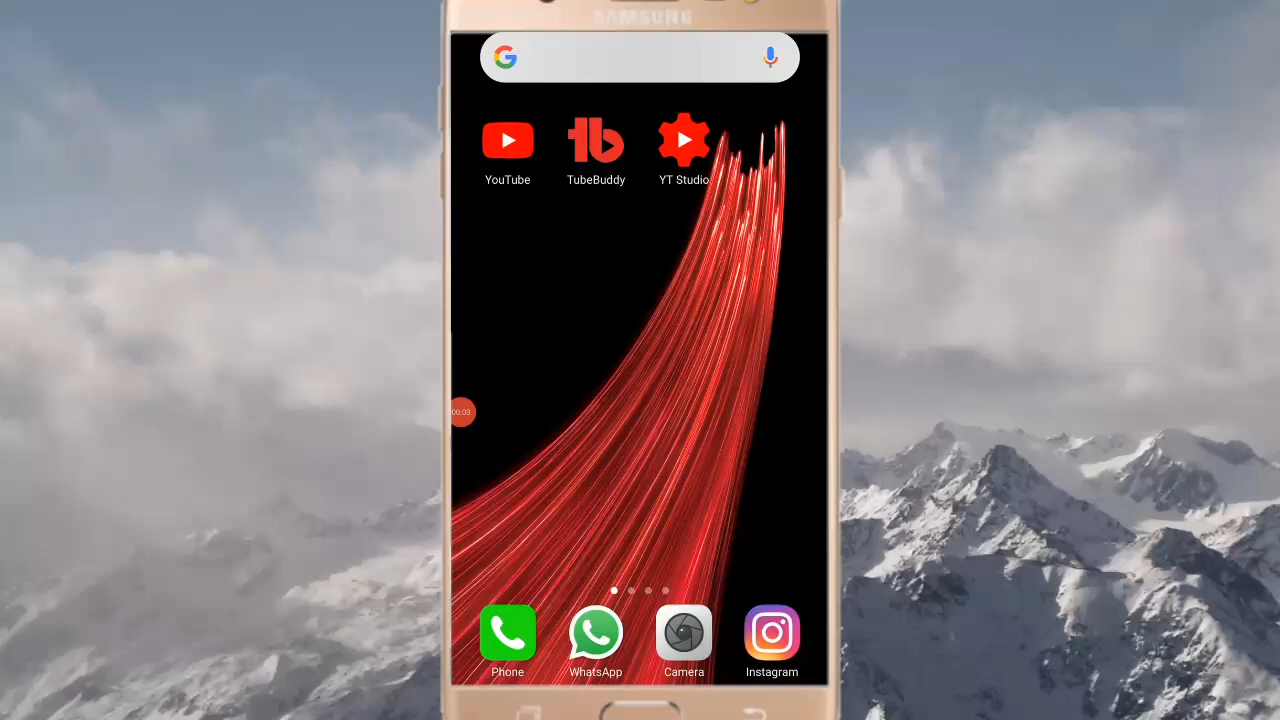 SAMSUNG
YouTube
TubeBuddy
YT Studio
00:03
Phone
WhatsApp
Camera
Instagram